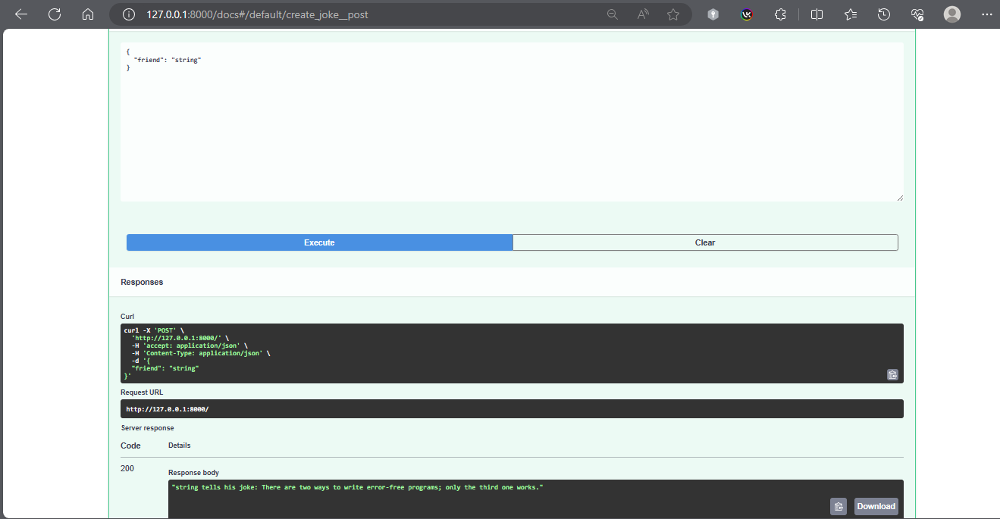 127.0.0.1:8000/docs#/default/create_joke__post
{
  "friend": "string"
}
Execute
Clear
Responses
Curl
curl -X 'POST' \
  'http://127.0.0.1:8000/' \
  -H 'accept: application/json' \
  -H 'Content-Type: application/json' \
  -d '{
  "friend": "string"
}'
Request URL
http://127.0.0.1:8000/
Server response
Code Details
200
Response body
"string tells his joke: There are two ways to write error-free programs; only the third one works."
Download